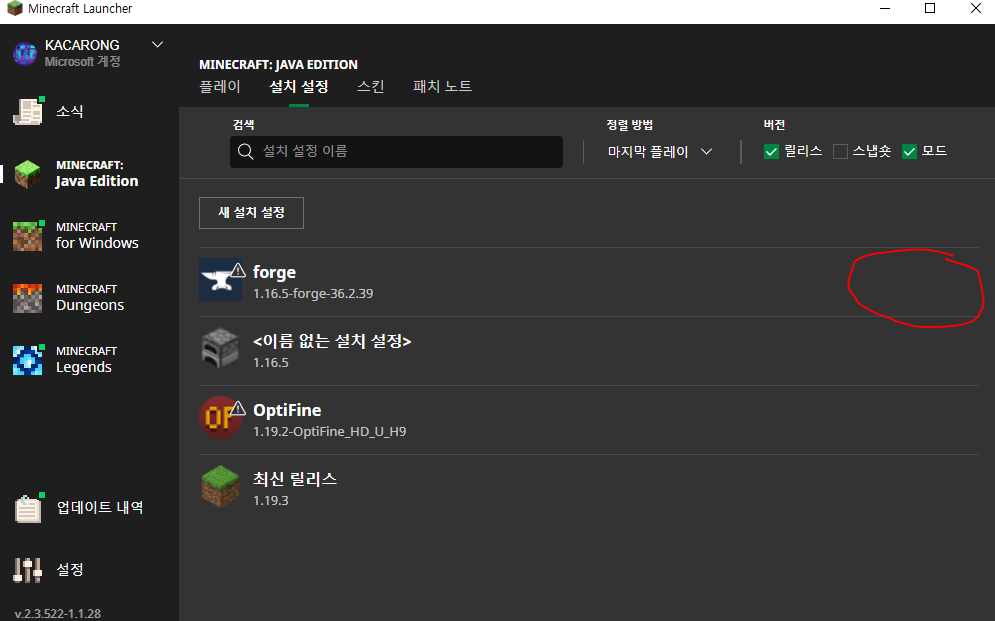 Minecraft Launcher
KACARONG
Microsoft 계정
소식
MINECRAFT:
Java Edition
MINECRAFT
for Windows
MINECRAFT
Dungeons
MINECRAFT
Legends
업데이트 내역
설정
v.2.3.522-1.1.28
MINECRAFT: JAVA EDITION
플레이 설치 설정 스킨 패치 노트
검색 정렬 방법 버전
설치 설정 이름 마지막 플레이 릴리스 스냅숏 모드
새 설치 설정
forge
1.16.5-forge-36.2.39
<이름 없는 설치 설정>
1.16.5
OF
OptiFine
1.19.2-OptiFine_HD_U_H9
최신 릴리스
1.19.3